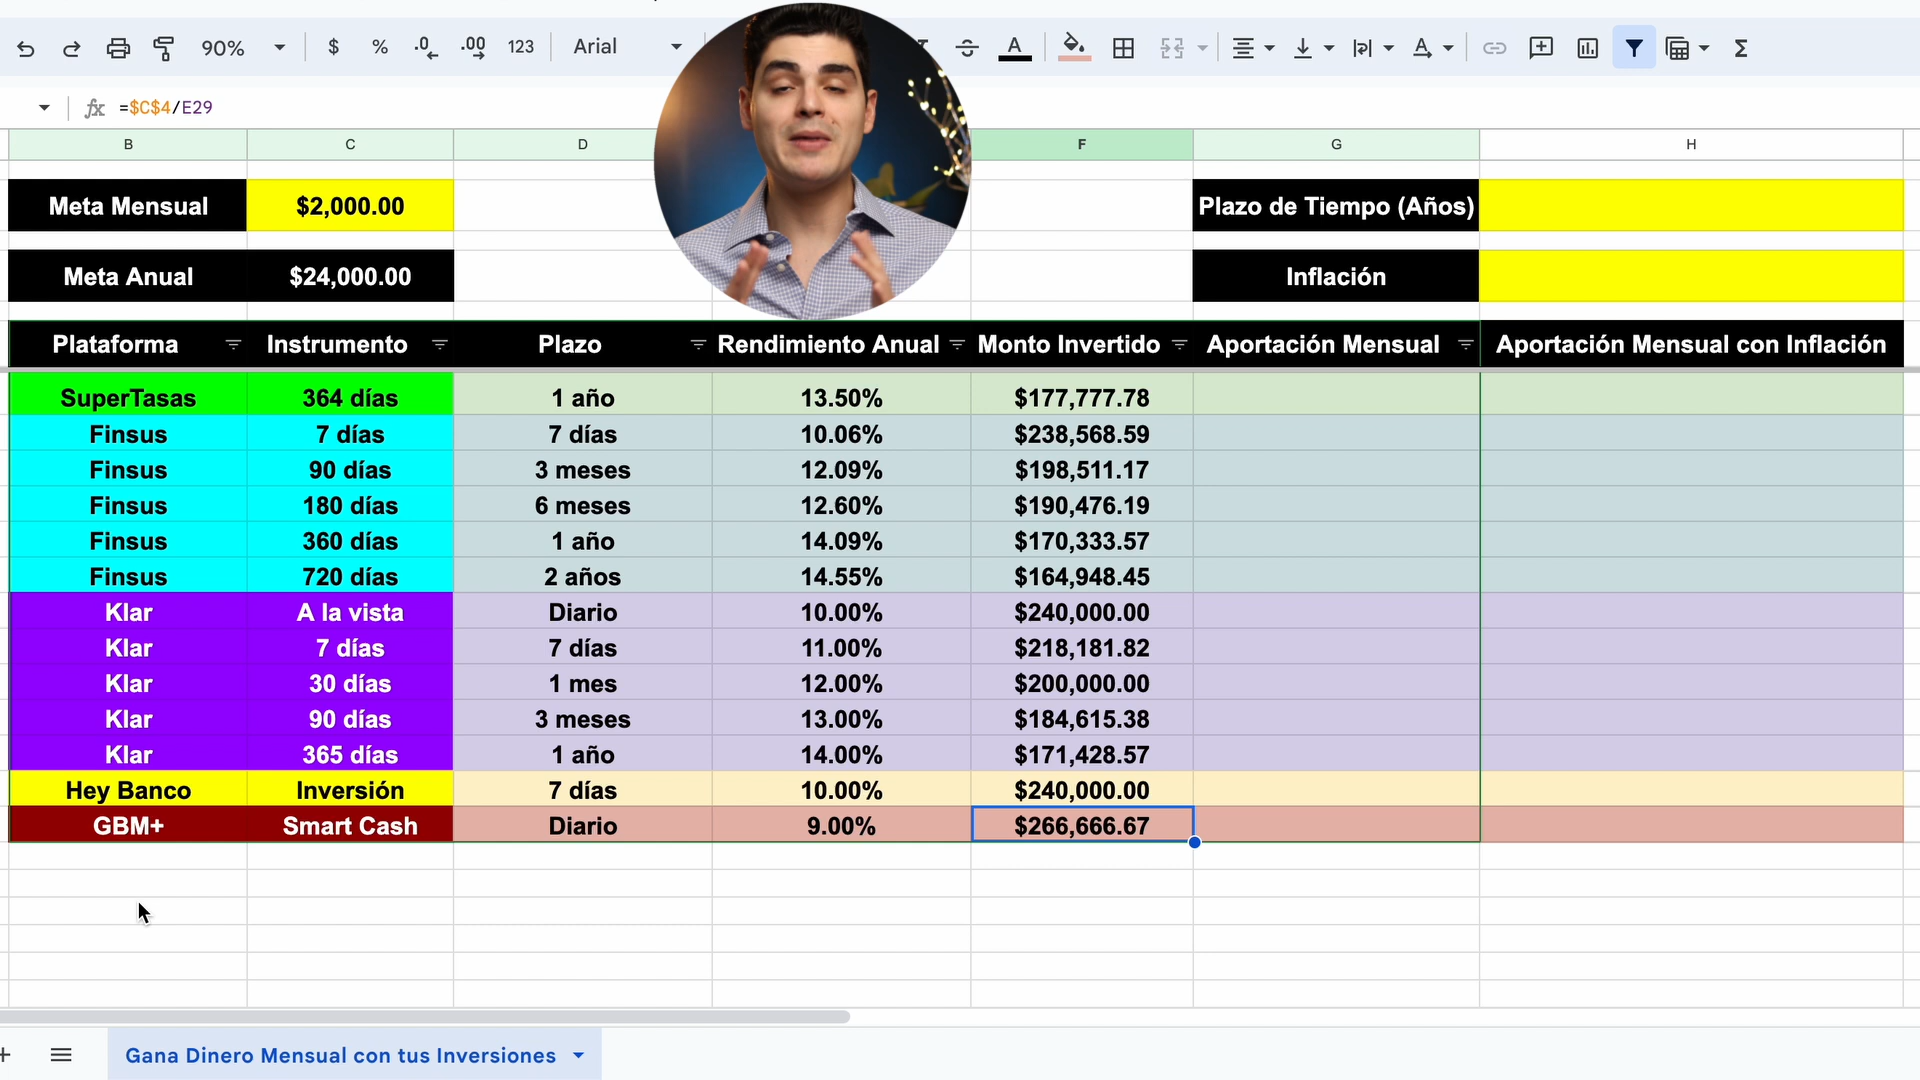 90% $ % .0 .00 123 Arial A A Σ
fx =$C$4/E29
B C D F G H
Meta Mensual $2,000.00 Plazo de Tiempo (Años)
Meta Anual $24,000.00 Inflación
Plataforma Instrumento Plazo Rendimiento Anual Monto Invertido Aportación Mensual Aportación Mensual con Inflación
SuperTasas 364 días 1 año 13.50% $177,777.78
Finsus 7 días 7 días 10.06% $238,568.59
Finsus 90 días 3 meses 12.09% $198,511.17
Finsus 180 días 6 meses 12.60% $190,476.19
Finsus 360 días 1 año 14.09% $170,333.57
Finsus 720 días 2 años 14.55% $164,948.45
Klar A la vista Diario 10.00% $240,000.00
Klar 7 días 7 días 11.00% $218,181.82
Klar 30 días 1 mes 12.00% $200,000.00
Klar 90 días 3 meses 13.00% $184,615.38
Klar 365 días 1 año 14.00% $171,428.57
Hey Banco Inversión 7 días 10.00% $240,000.00
GBM+ Smart Cash Diario 9.00% $266,666.67
Gana Dinero Mensual con tus Inversiones